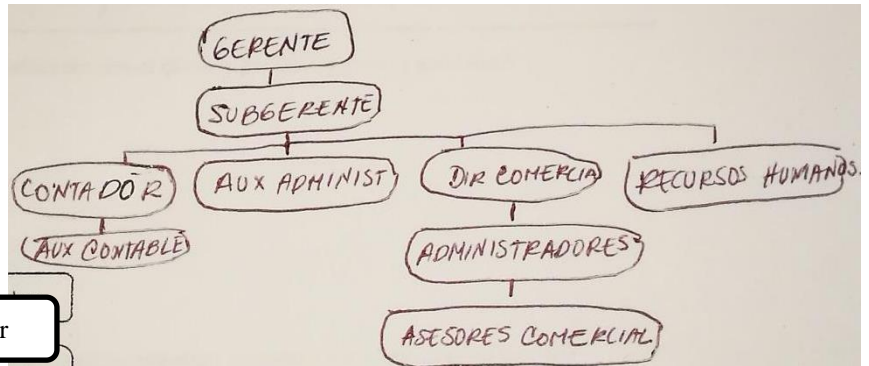 GERENTE
SUBGERENTE
CONTADOR
AUX ADMINIST
DIR COMERCIA
RECURSOS HUMANOS.
AUX CONTABLE
ADMINISTRADORES
ASESORES COMERCIAL
r